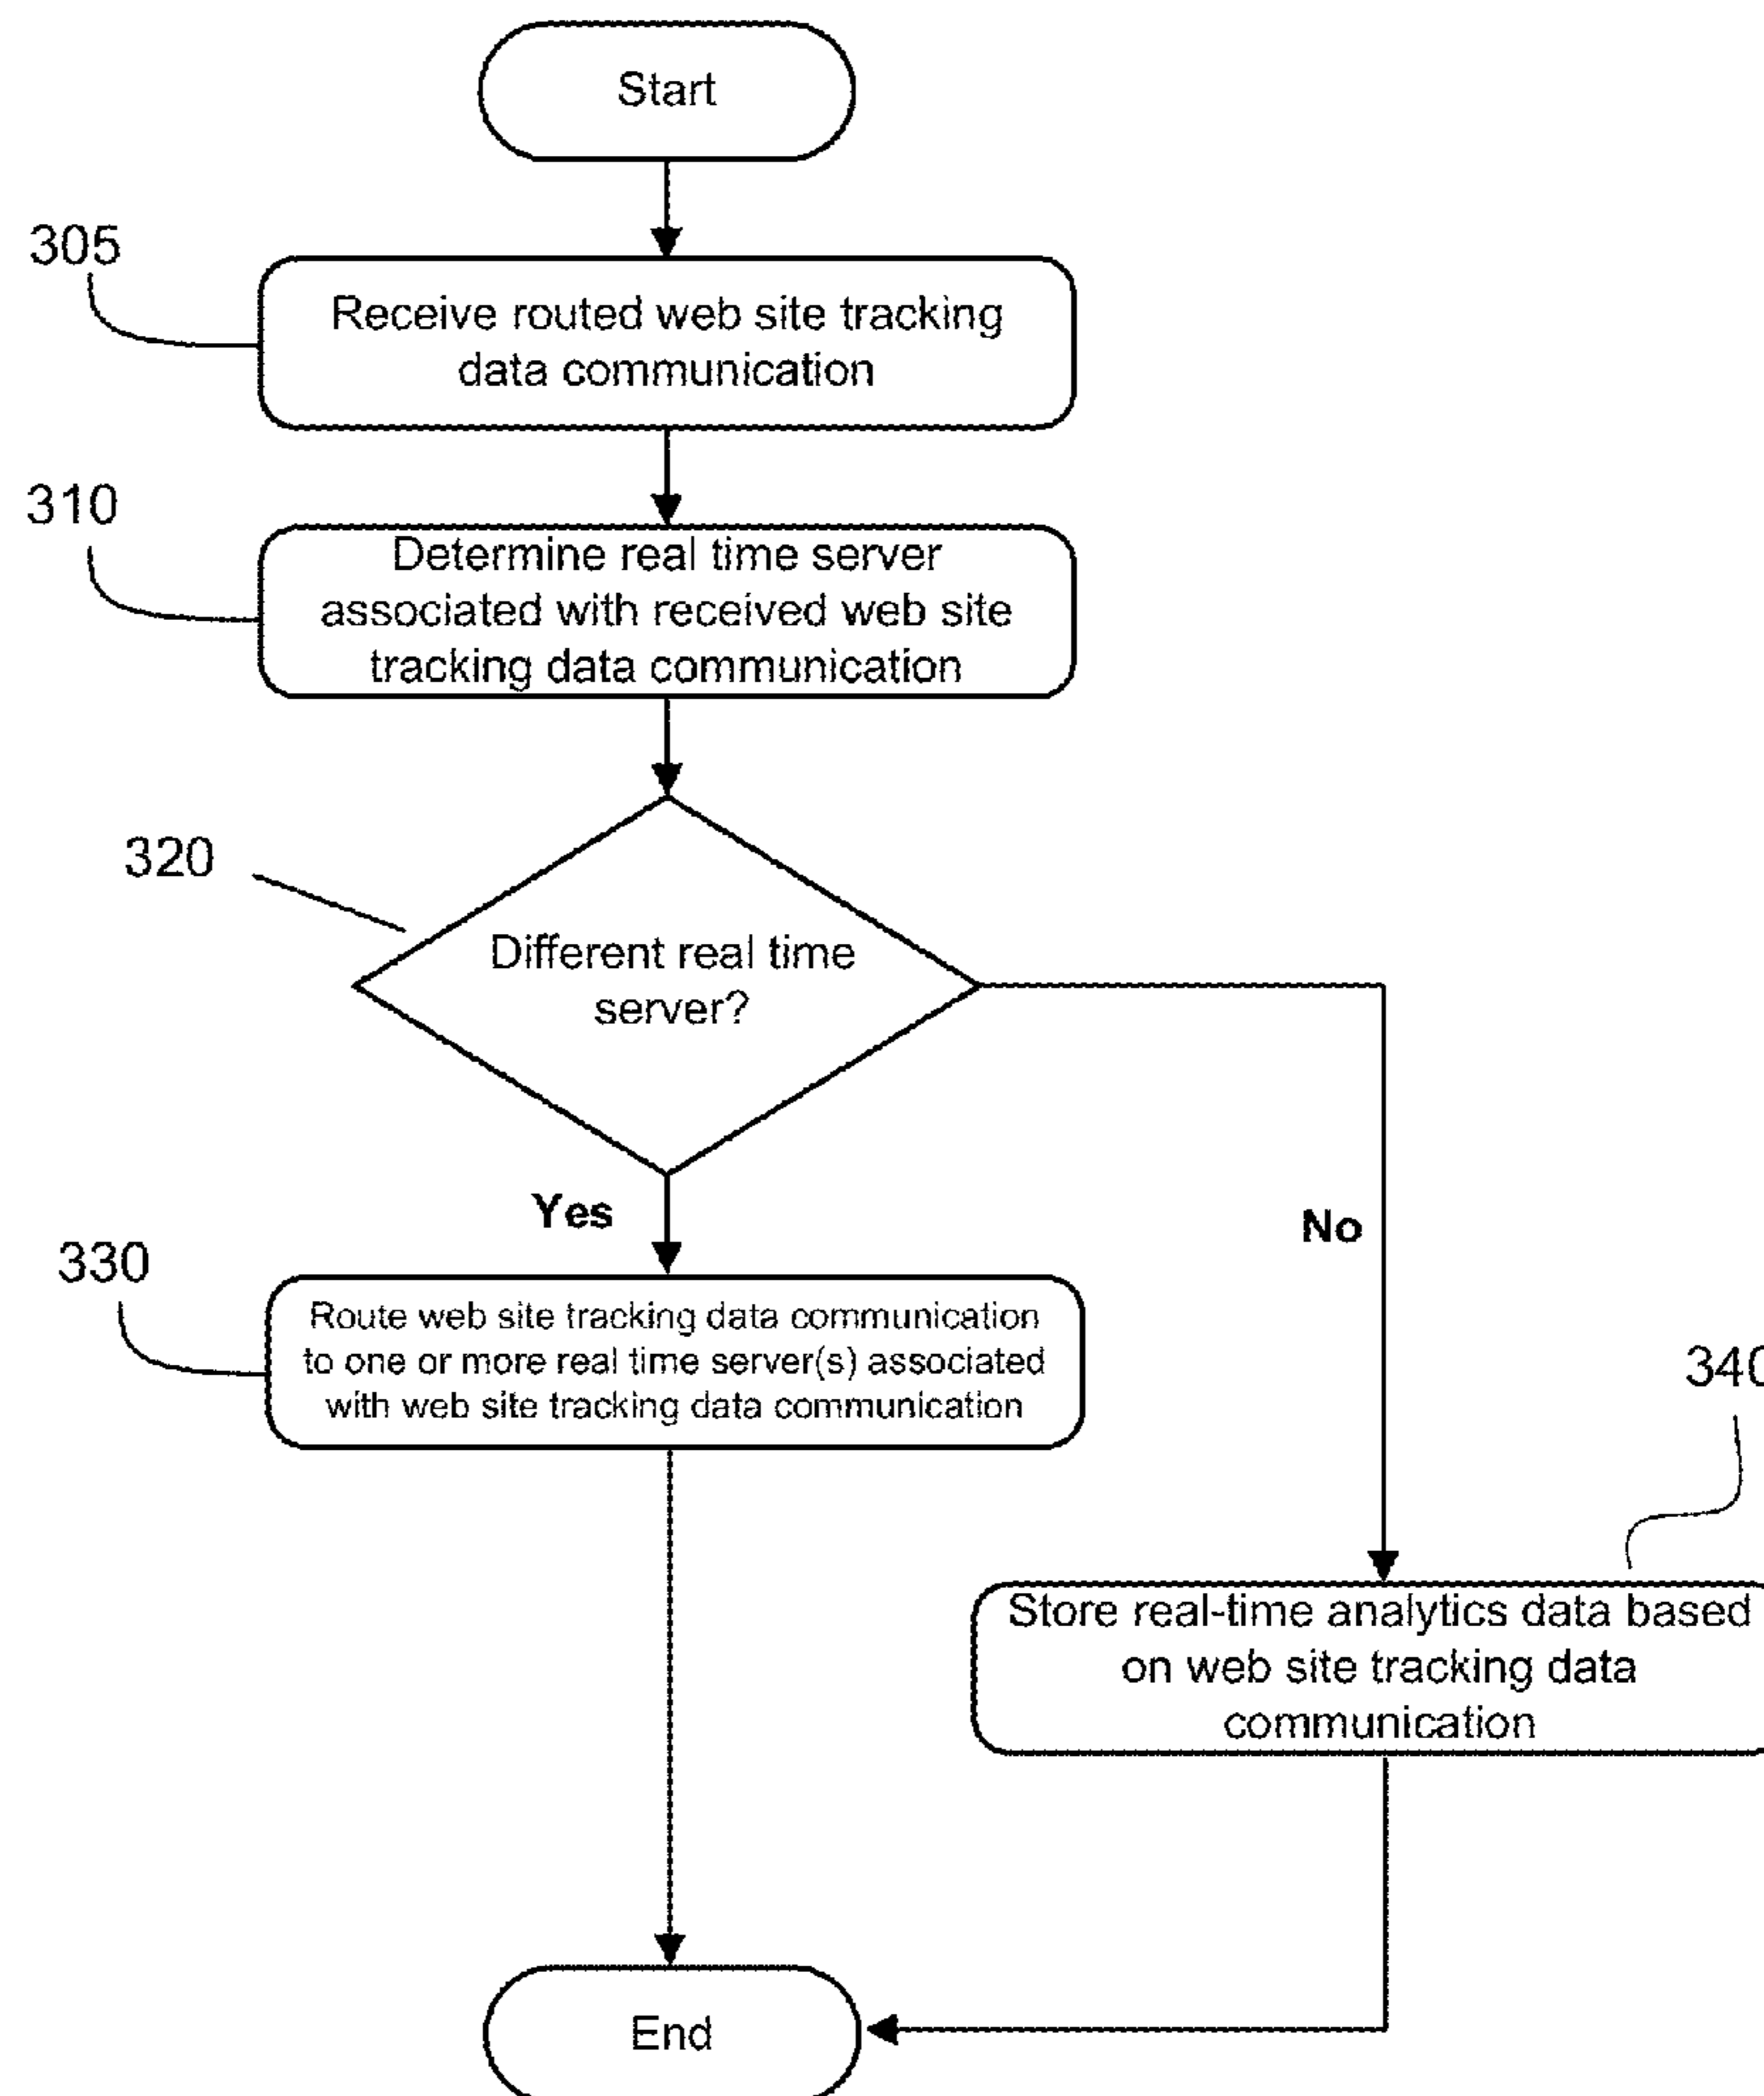 Start
305
Receive routed web site tracking
data communication
310
Determine real time server
associated with received web site
tracking data communication
320
Different real time
server?
Yes
No
330
Route web site tracking data communication
to one or more real time server(s) associated
with web site tracking data communication
340
Store real-time analytics data based
on web site tracking data
communication
End